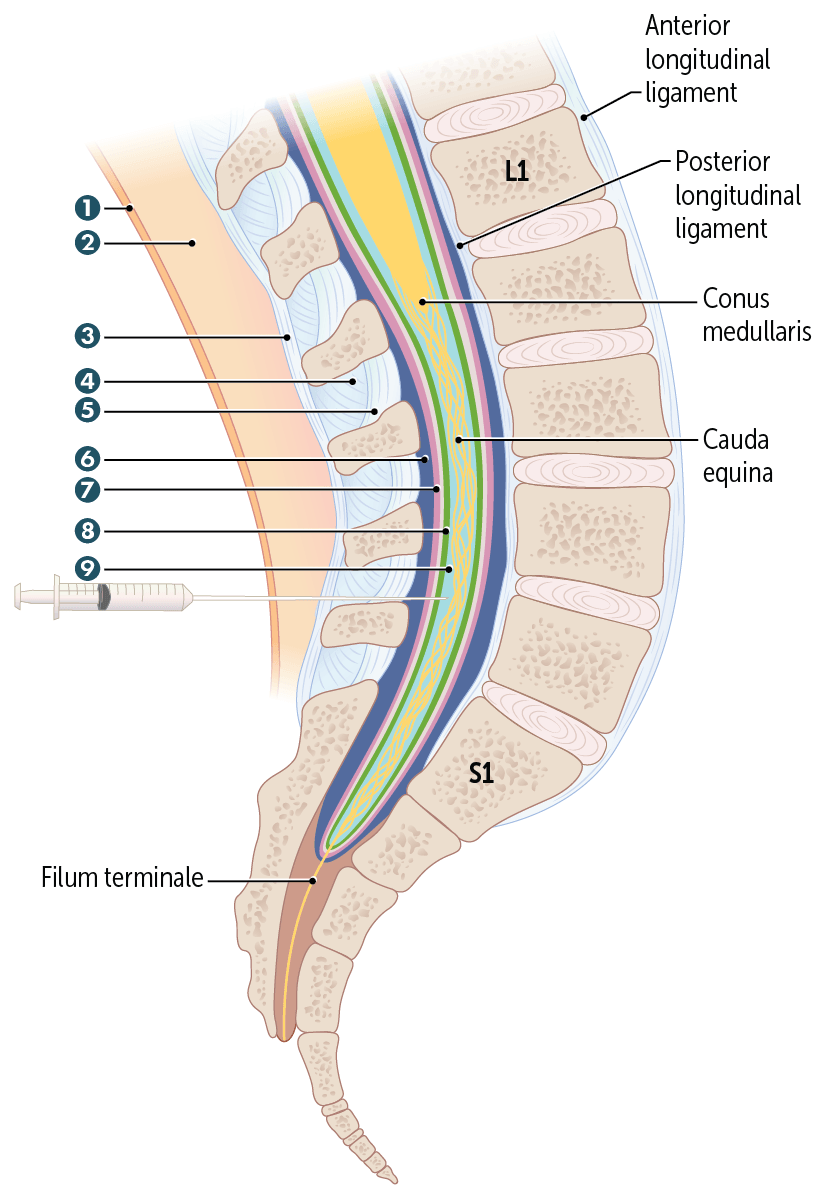 Anterior
longitudinal
ligament
L1
Posterior
longitudinal
ligament
1
2
Conus
medullaris
3
4
5
Cauda
equina
6
7
8
9
S1
Filum terminale